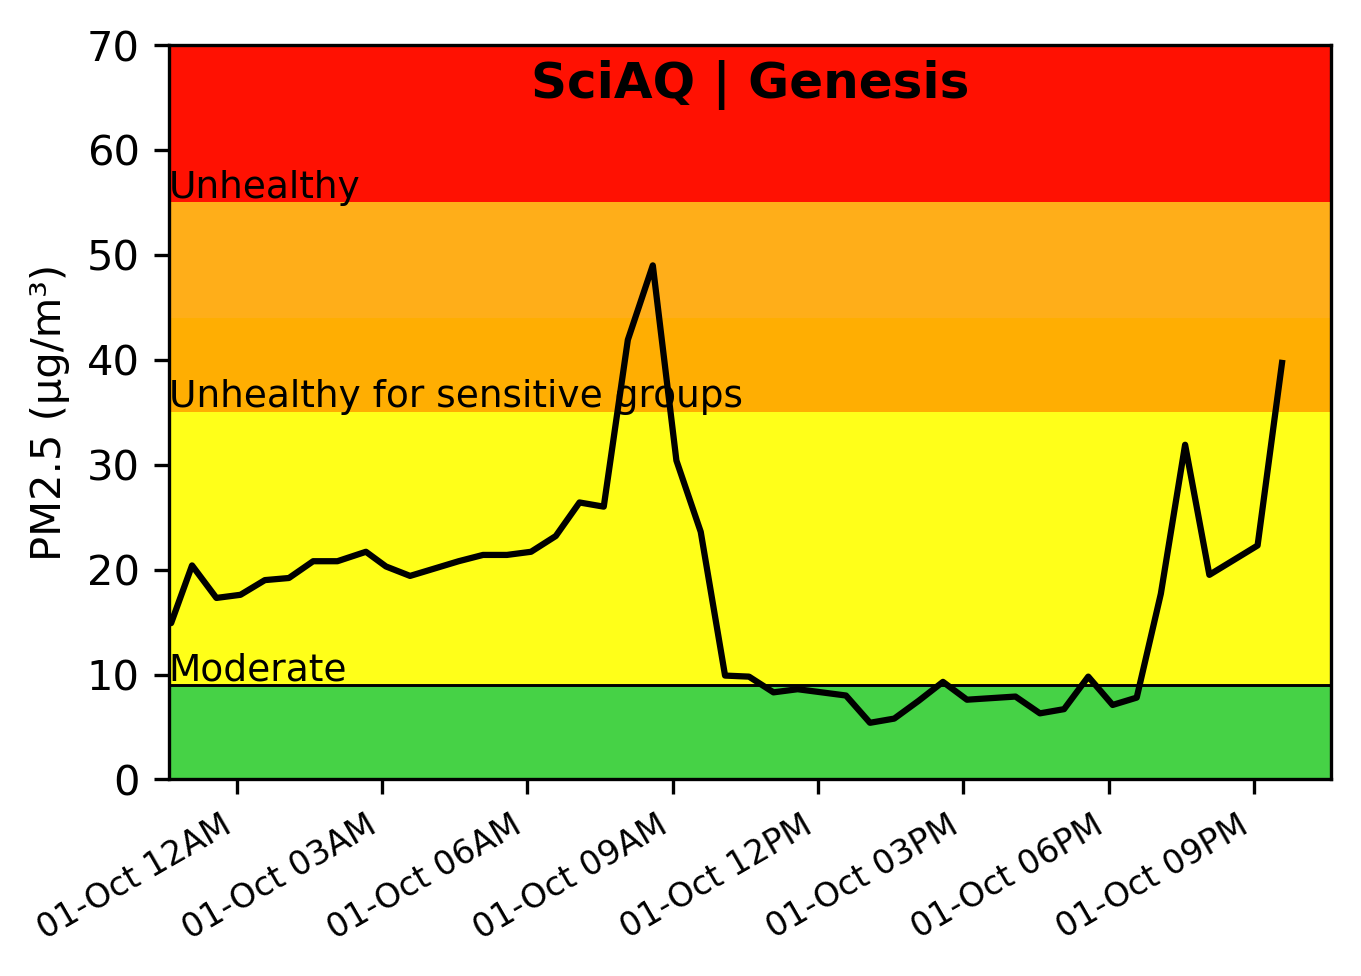 SciAQ | Genesis
70
60
50
40
30
20
10
0
PM2.5 (µg/m³)
Unhealthy
Unhealthy for sensitive groups
Moderate
01-Oct 12AM
01-Oct 03AM
01-Oct 06AM
01-Oct 09AM
01-Oct 12PM
01-Oct 03PM
01-Oct 06PM
01-Oct 09PM